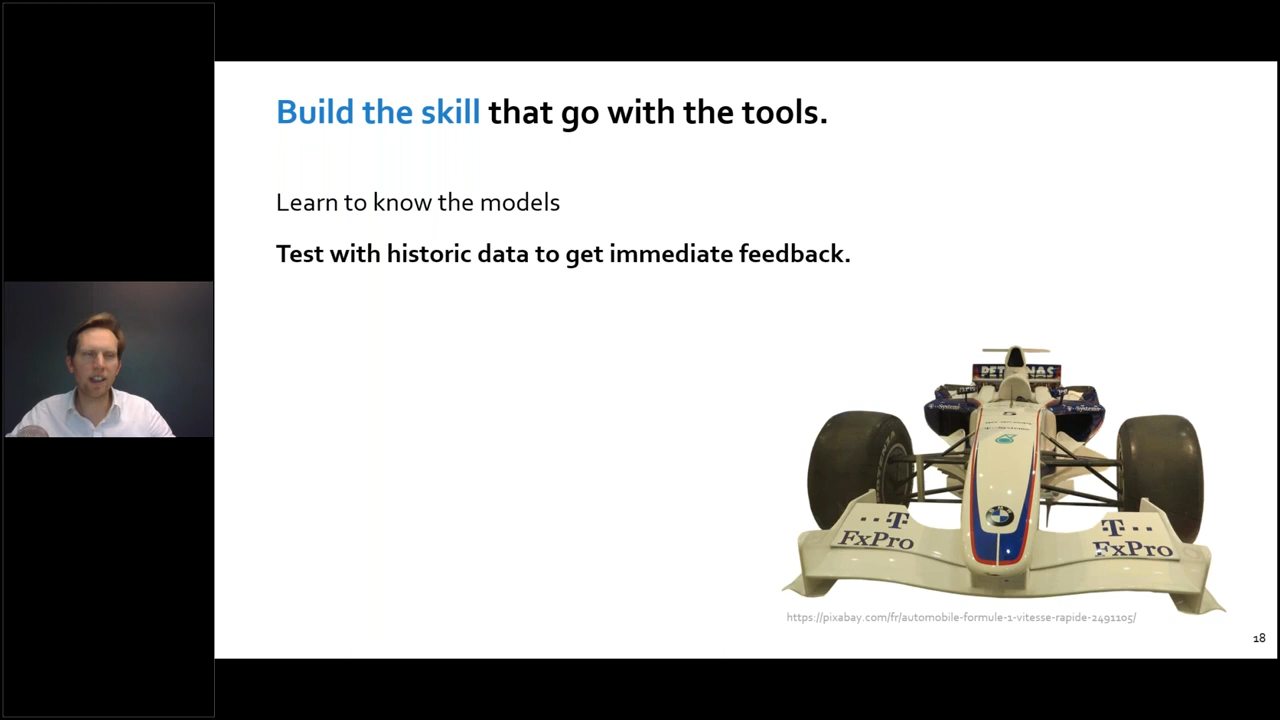 Build the skill that go with the tools.
Learn to know the models
Test with historic data to get immediate feedback.
PETRONAS
T
FxPro
T
FxPro
https://pixabay.com/fr/automobile-formule-1-vitesse-rapide-2491105/
18